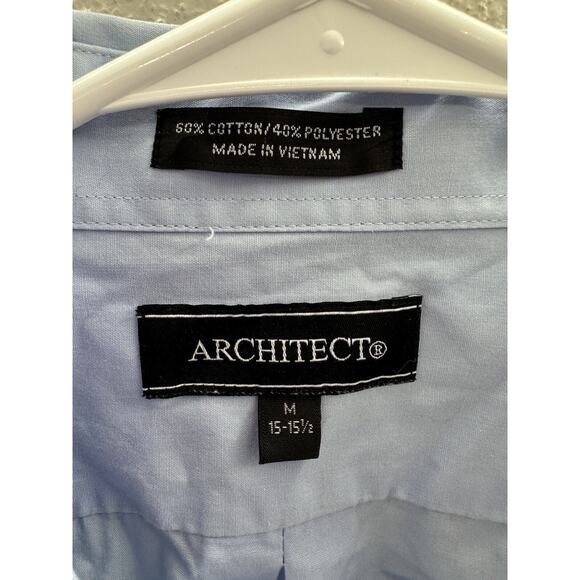 60% COTTON/40% POLYESTER
MADE IN VIETNAM
ARCHITECT®
M
15-15½